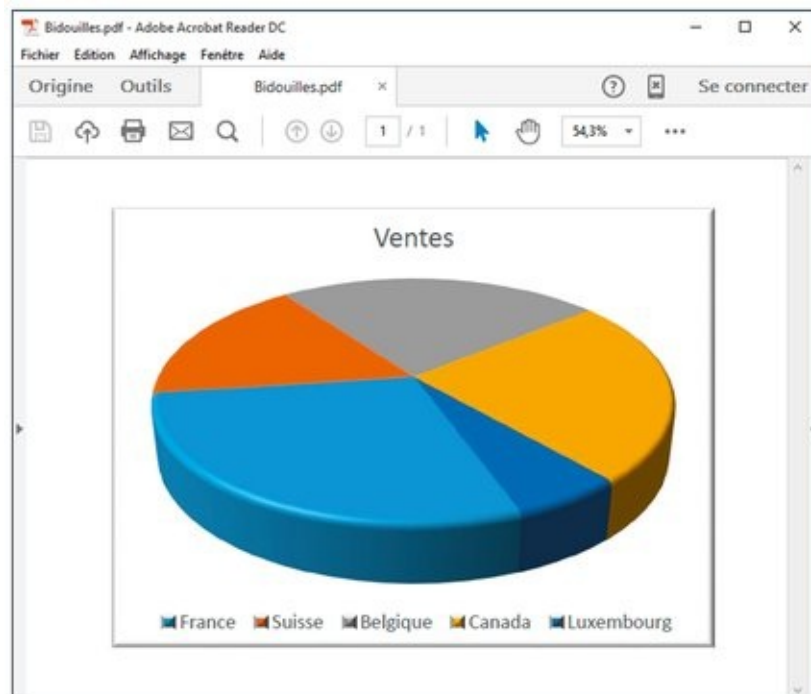 Bidouilles.pdf - Adobe Acrobat Reader DC
Fichier Edition Affichage Fenêtre Aide
Origine Outils Bidouilles.pdf × ? Se connecter
1 / 1 54,3% •••
Ventes
France Suisse Belgique Canada Luxembourg